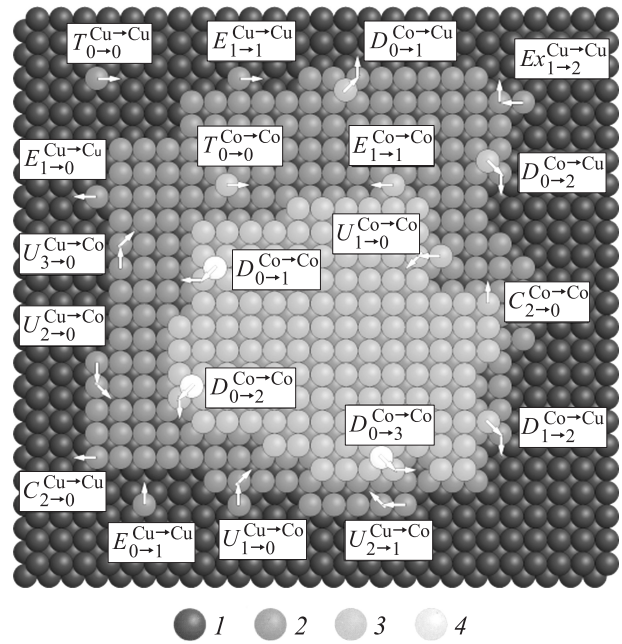 T_{0→0}^{Cu→Cu}
E_{1→1}^{Cu→Cu}
D_{0→1}^{Co→Cu}
Ex_{1→2}^{Cu→Cu}
T_{0→0}^{Co→Co}
E_{1→1}^{Co→Co}
E_{1→0}^{Cu→Cu}
D_{0→2}^{Co→Cu}
U_{3→0}^{Cu→Co}
U_{1→0}^{Co→Co}
D_{0→1}^{Co→Co}
C_{2→0}^{Co→Co}
U_{2→0}^{Cu→Co}
D_{0→2}^{Co→Co}
D_{0→3}^{Co→Co}
D_{1→2}^{Co→Cu}
C_{2→0}^{Cu→Cu}
E_{0→1}^{Cu→Cu}
U_{1→0}^{Cu→Co}
U_{2→1}^{Cu→Co}
1 2 3 4